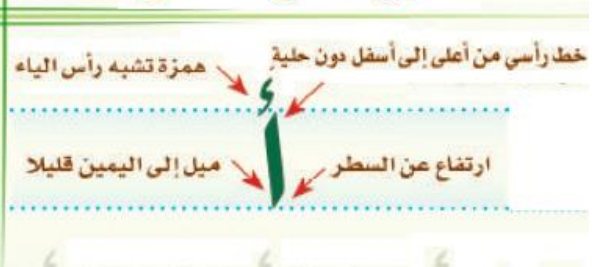 خط رأسي من أعلى إلى أسفل دون حلية
همزة تشبه رأس الياء
أ
ارتفاع عن السطر
ميل إلى اليمين قليلا